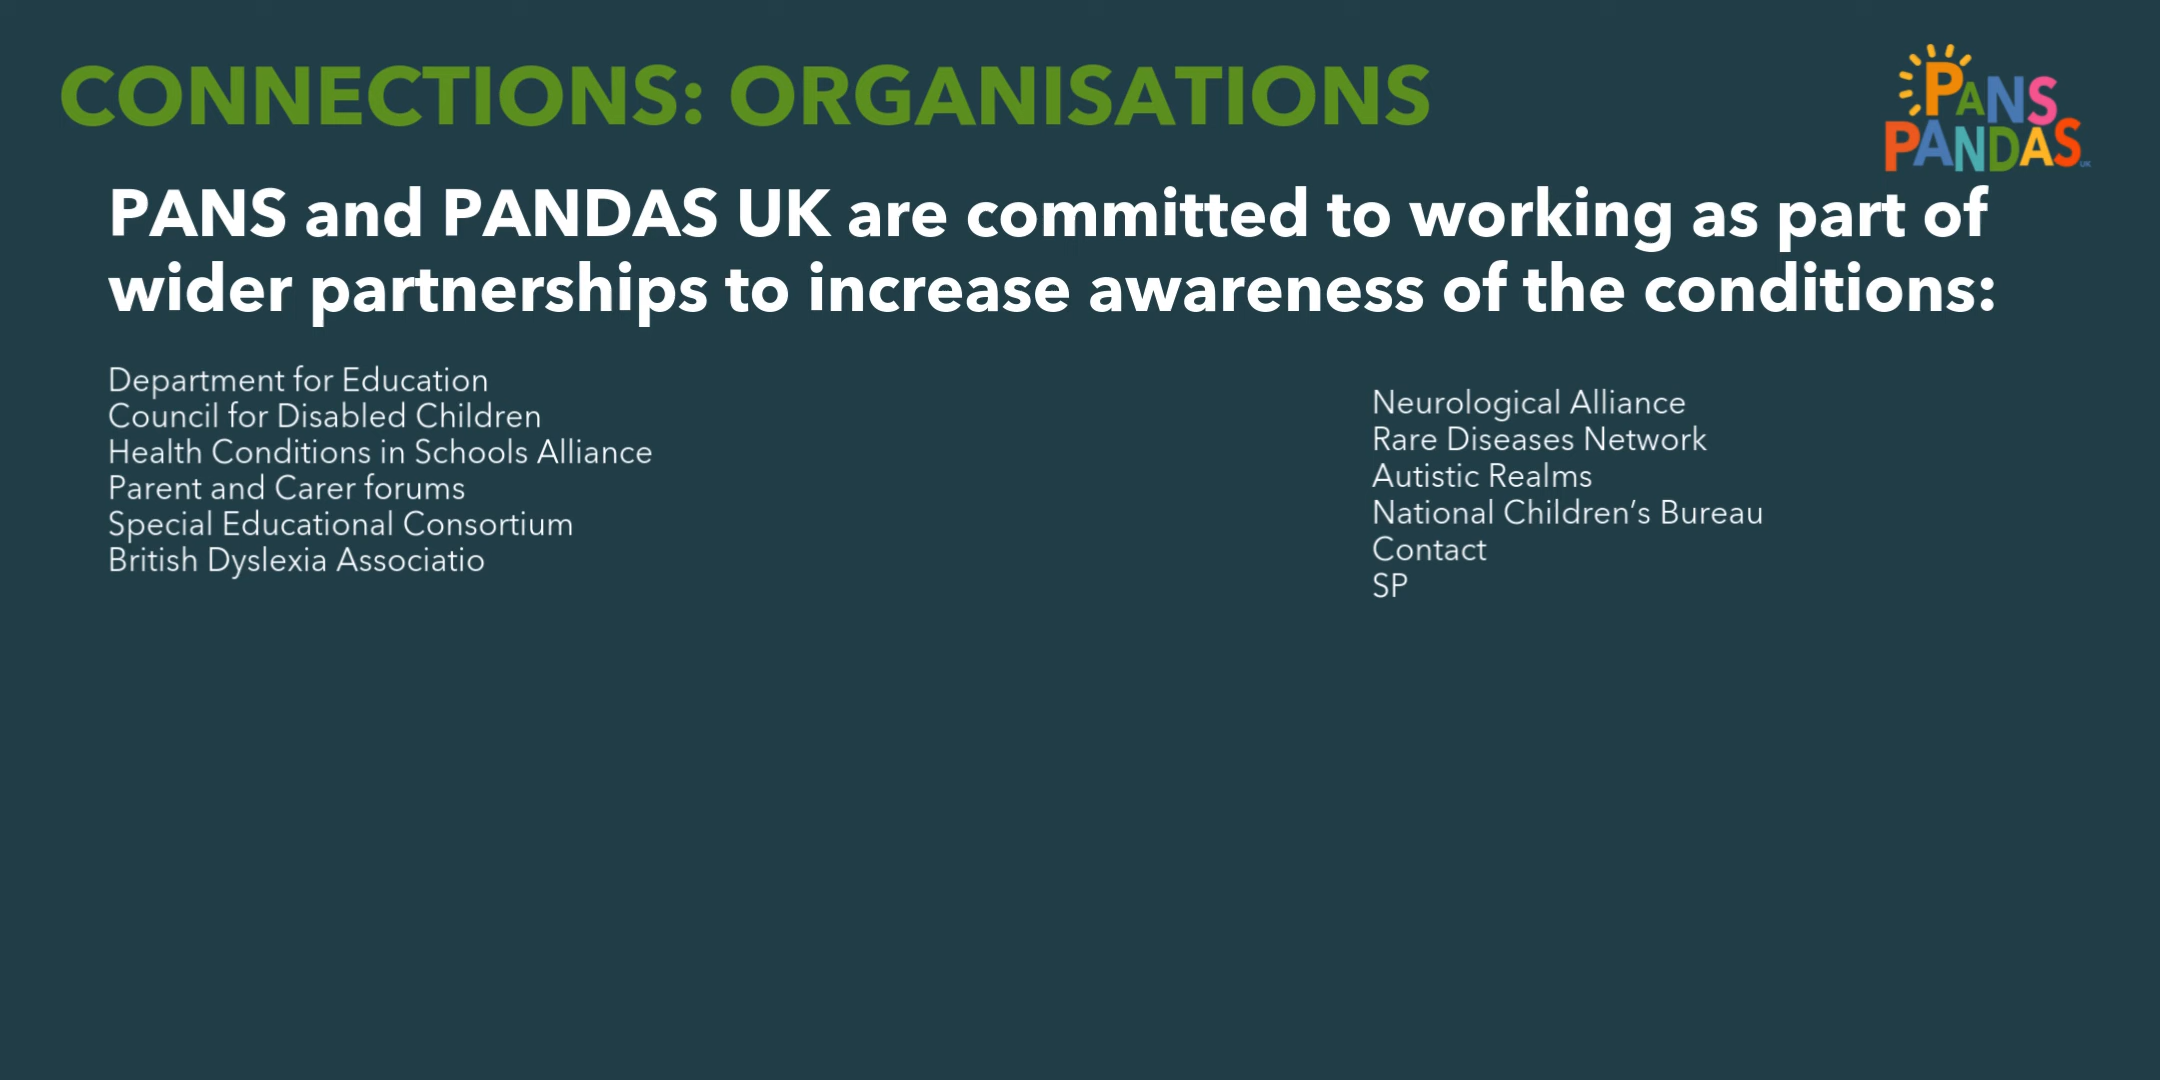 CONNECTIONS: ORGANISATIONS
PANS
PANDAS UK
PANS and PANDAS UK are committed to working as part of
wider partnerships to increase awareness of the conditions:
Department for Education
Council for Disabled Children
Health Conditions in Schools Alliance
Parent and Carer forums
Special Educational Consortium
British Dyslexia Associatio
Neurological Alliance
Rare Diseases Network
Autistic Realms
National Children’s Bureau
Contact
SP